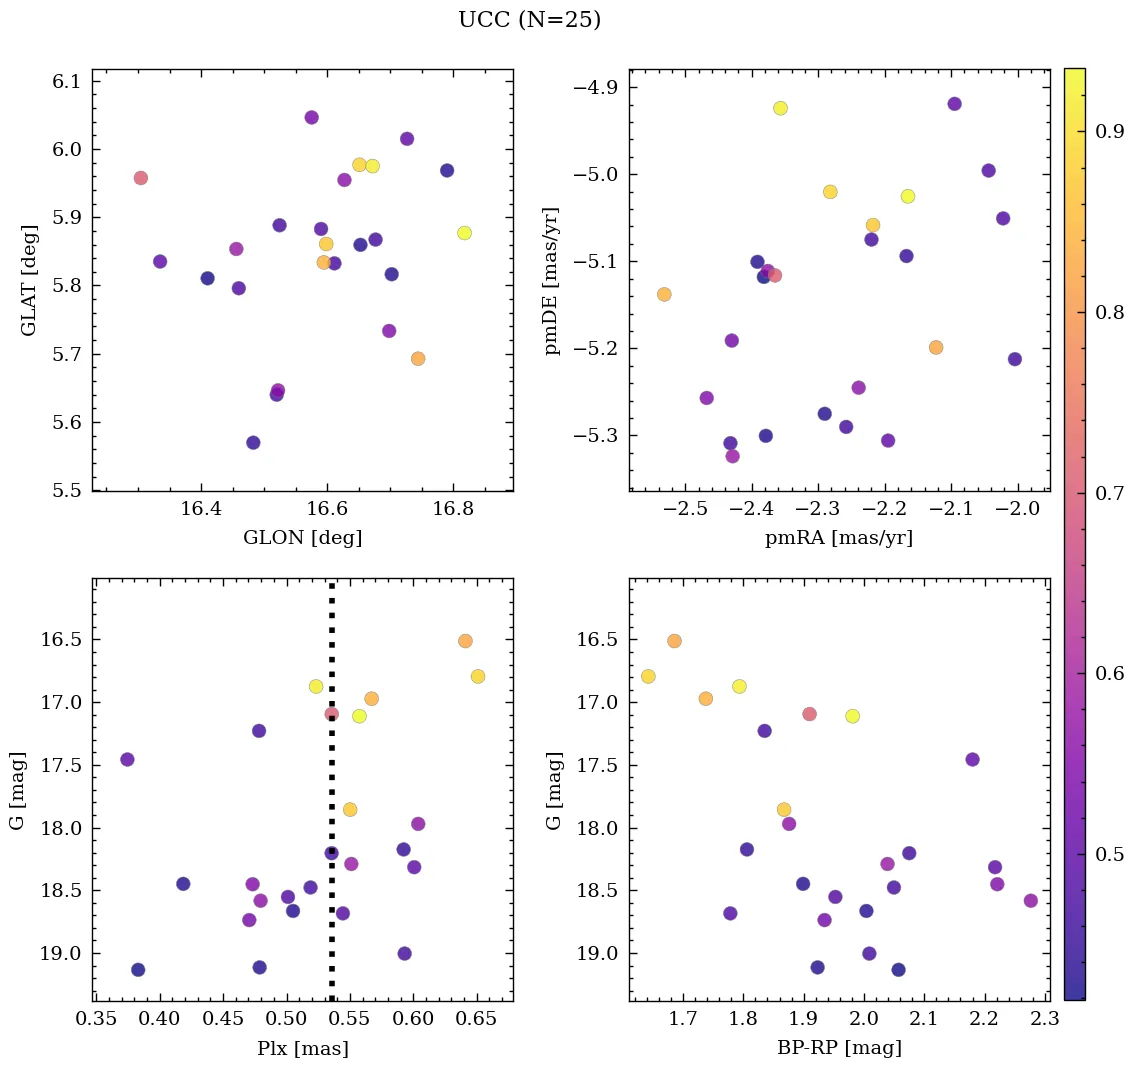 UCC (N=25)
6.1
6.0
5.9
5.8
5.7
5.6
5.5
GLAT [deg]
16.4 16.6 16.8
GLON [deg]
−4.9
−5.0
−5.1
−5.2
−5.3
pmDE [mas/yr]
−2.5 −2.4 −2.3 −2.2 −2.1 −2.0
pmRA [mas/yr]
16.5
17.0
17.5
18.0
18.5
19.0
G [mag]
0.35 0.40 0.45 0.50 0.55 0.60 0.65
Plx [mas]
16.5
17.0
17.5
18.0
18.5
19.0
G [mag]
1.7 1.8 1.9 2.0 2.1 2.2 2.3
BP-RP [mag]
0.9
0.8
0.7
0.6
0.5